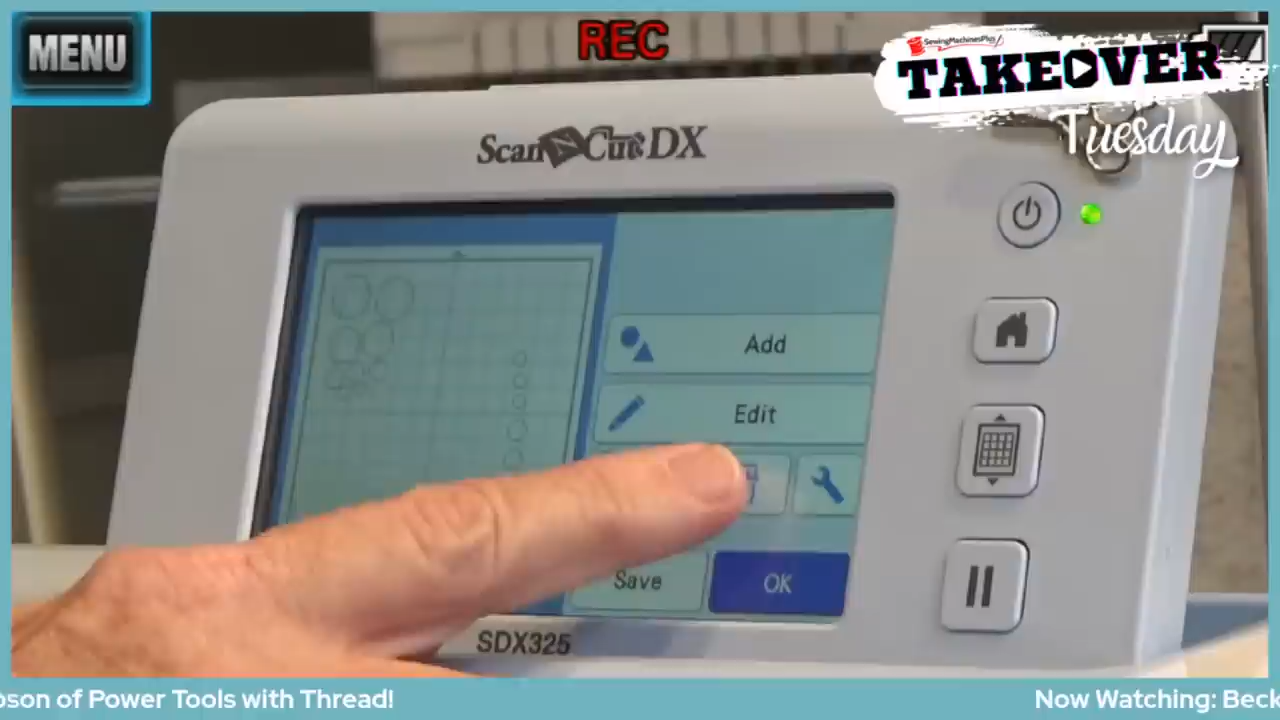 MENU
REC
SewingMachinesPlus
TAKEOVER
Tuesday
ScanNCut DX
Add
Edit
Save
OK
SDX325
oson of Power Tools with Thread!
Now Watching: Beck